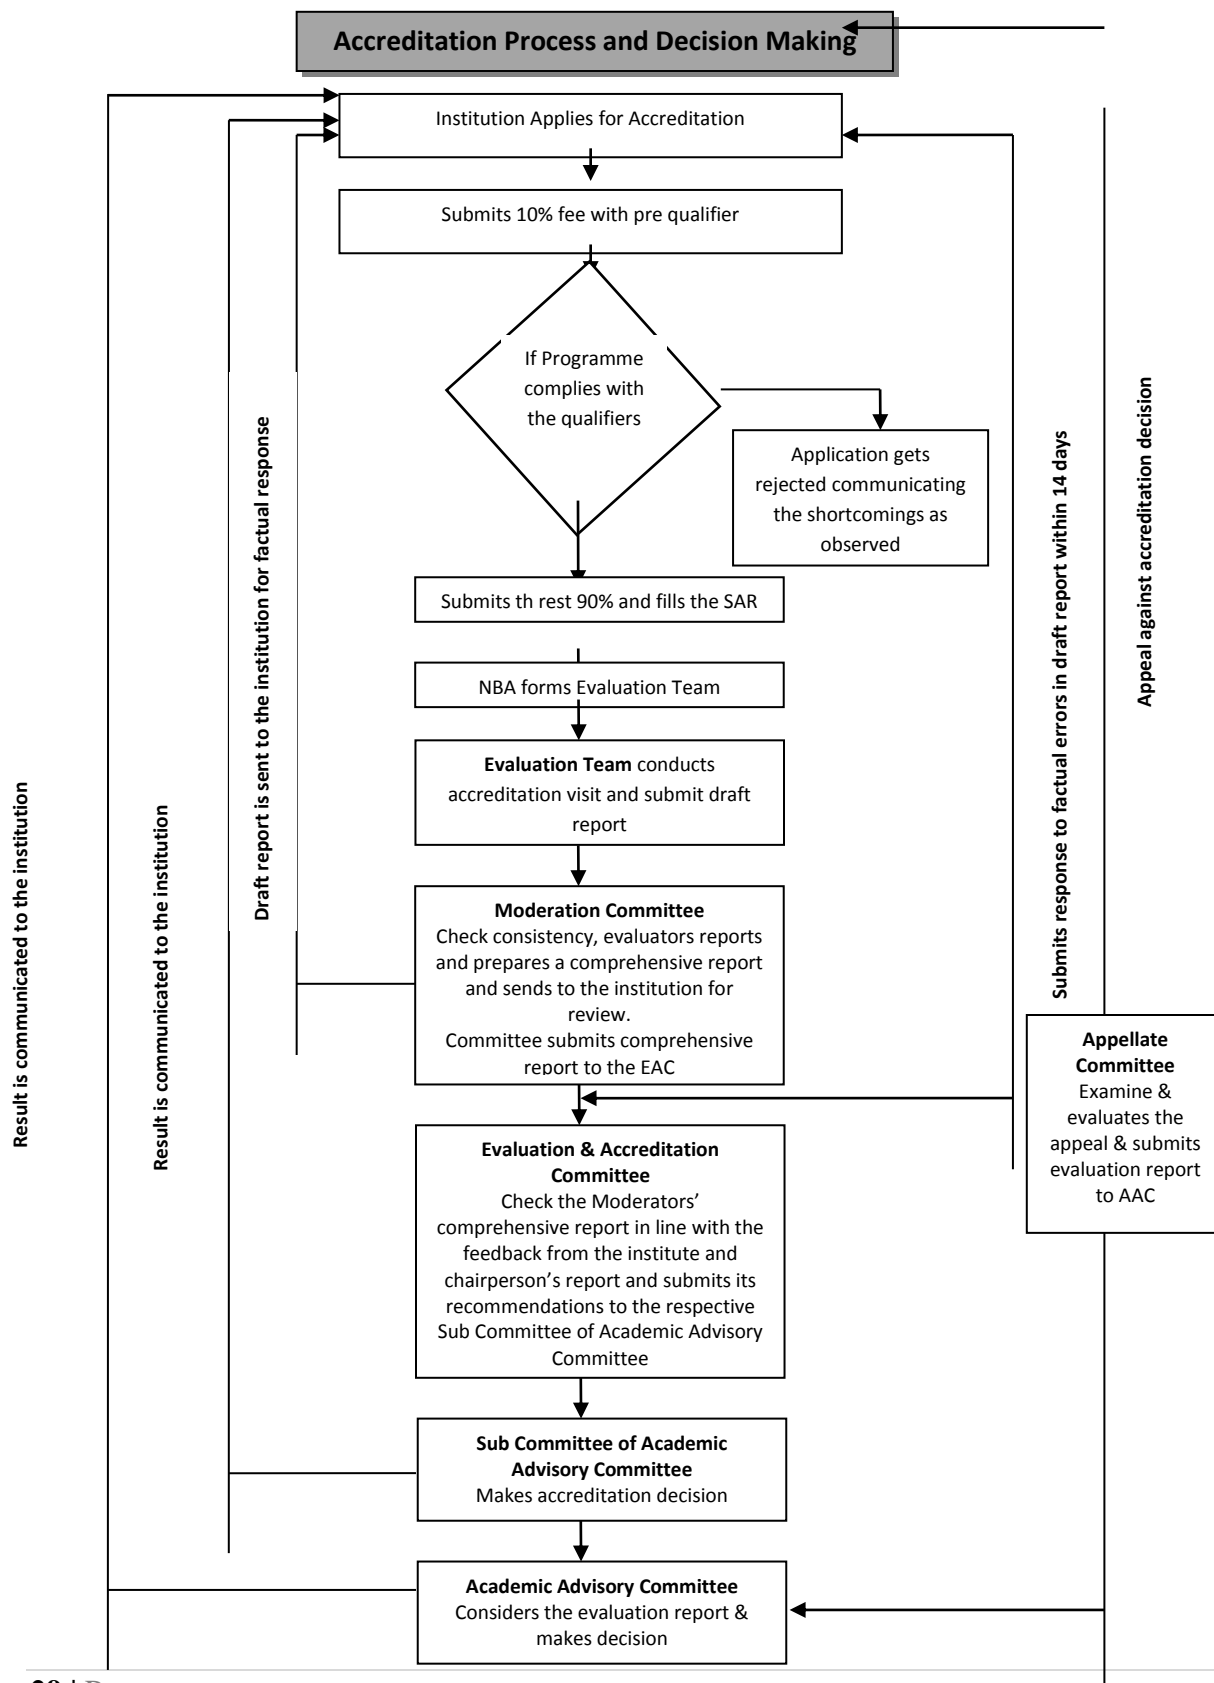 Accreditation Process and Decision Making
Institution Applies for Accreditation
Submits 10% fee with pre qualifier
If Programme
complies with
the qualifiers
Application gets
rejected communicating
the shortcomings as
observed
Submits th rest 90% and fills the SAR
NBA forms Evaluation Team
Evaluation Team conducts
accreditation visit and submit draft
report
Moderation Committee
Check consistency, evaluators reports
and prepares a comprehensive report
and sends to the institution for
review.
Committee submits comprehensive
report to the EAC
Evaluation & Accreditation
Committee
Check the Moderators’
comprehensive report in line with the
feedback from the institute and
chairperson’s report and submits its
recommendations to the respective
Sub Committee of Academic Advisory
Committee
Sub Committee of Academic
Advisory Committee
Makes accreditation decision
Academic Advisory Committee
Considers the evaluation report &
makes decision
Result is communicated to the institution
Result is communicated to the institution
Draft report is sent to the institution for factual response
Submits response to factual errors in draft report within 14 days
Appeal against accreditation decision
Appellate
Committee
Examine &
evaluates the
appeal & submits
evaluation report
to AAC